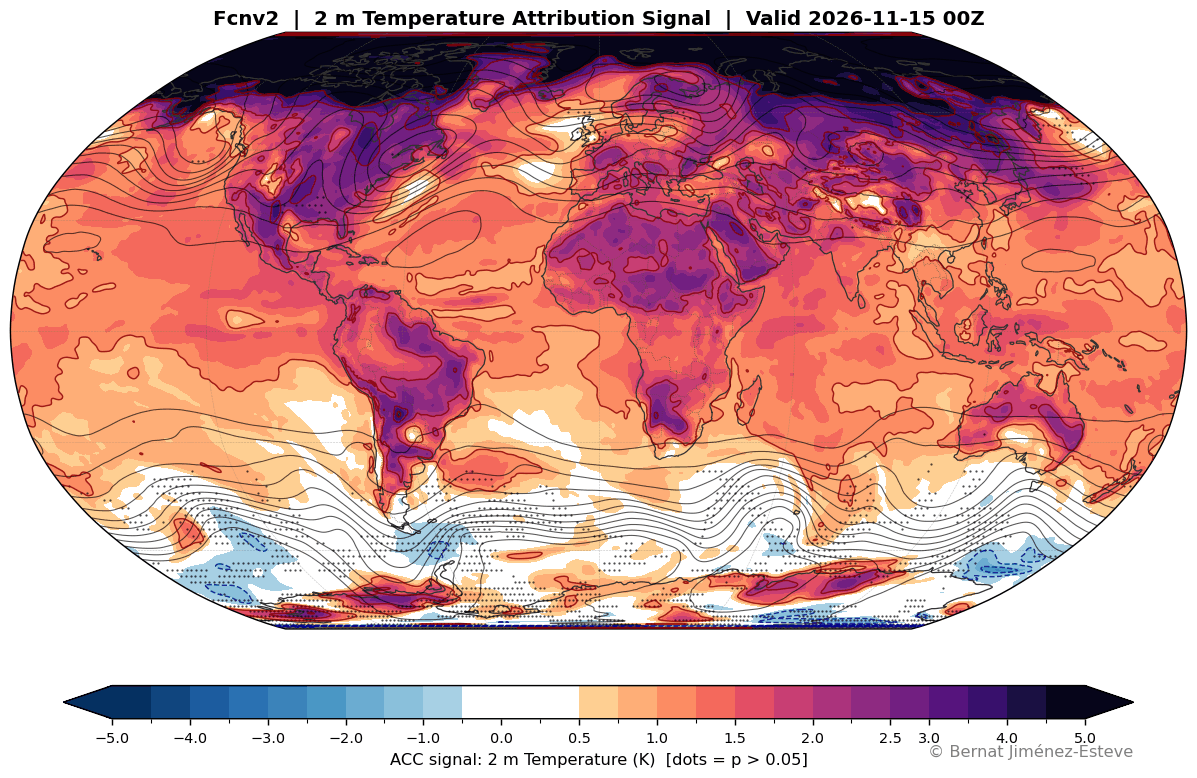 Fcnv2 | 2 m Temperature Attribution Signal | Valid 2026-11-15 00Z
−5.0 −4.0 −3.0 −2.0 −1.0 0.0 0.5 1.0 1.5 2.0 2.5 3.0 4.0 5.0
ACC signal: 2 m Temperature (K) [dots = p > 0.05]
© Bernat Jiménez-Esteve